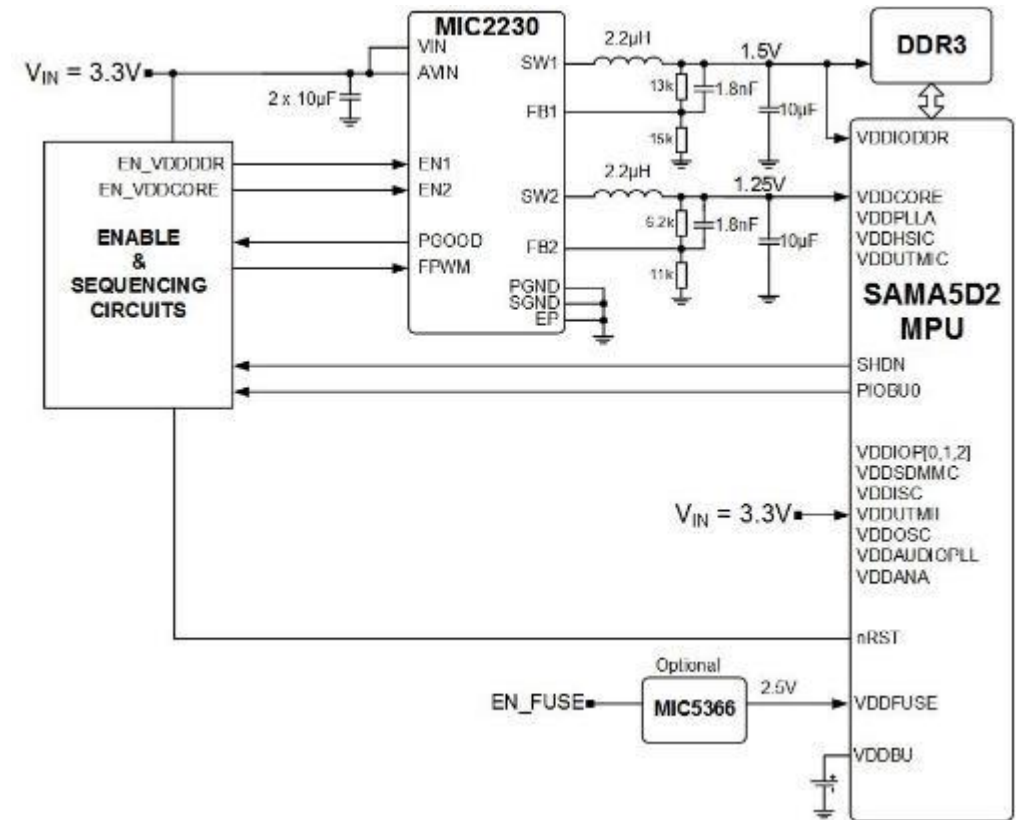 MIC2230
VIN
AVIN
V_IN = 3.3V
2 x 10µF
SW1
2.2µH
1.5V
DDR3
13k
1.8nF
10µF
FB1
15k
VDDIODDR
EN_VDDDDR
EN1
EN_VDDCORE
EN2
2.2µH
SW2
1.25V
VDDCORE
VDDPLLA
VDDHSIC
VDDUTMIC
6.2k
1.8nF
10µF
FB2
11k
ENABLE
&
SEQUENCING
CIRCUITS
PGOOD
FPWM
PGND
SGND
EP
SAMA5D2
MPU
SHDN
PIOBU0
VDDIOP[0,1,2]
VDDSDMMC
VDDISC
V_IN = 3.3V
VDDUTMII
VDDOSC
VDDAUDIOPLL
VDDANA
nRST
Optional
EN_FUSE
MIC5366
2.5V
VDDFUSE
VDDBU
+
-